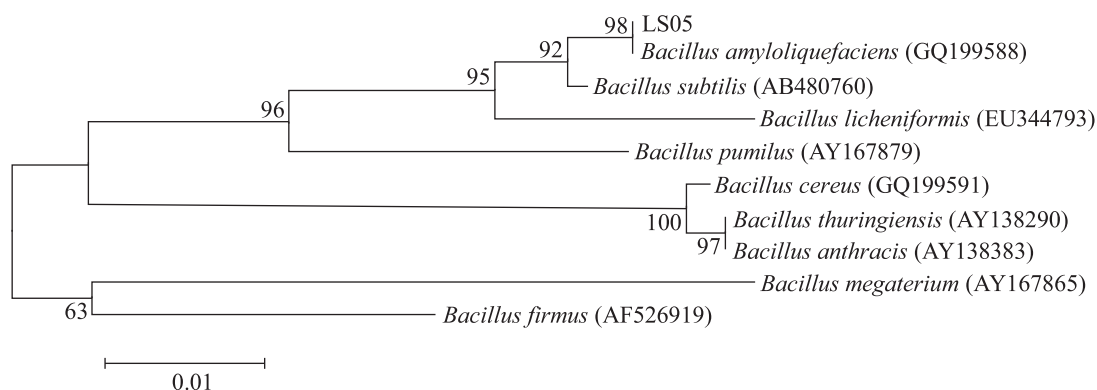 98 LS05
Bacillus amyloliquefaciens (GQ199588)
92
95
Bacillus subtilis (AB480760)
96
Bacillus licheniformis (EU344793)
Bacillus pumilus (AY167879)
Bacillus cereus (GQ199591)
100
Bacillus thuringiensis (AY138290)
97
Bacillus anthracis (AY138383)
Bacillus megaterium (AY167865)
63
Bacillus firmus (AF526919)
0.01